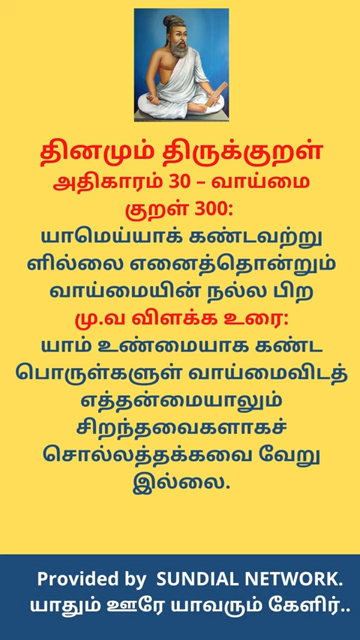 தினமும் திருக்குறள்
அதிகாரம் 30 – வாய்மை
குறள் 300:
யாமெய்யாக் கண்டவற்று
ளில்லை எனைத்தொன்றும்
வாய்மையின் நல்ல பிற
மு.வ விளக்க உரை:
யாம் உண்மையாக கண்ட
பொருள்களுள் வாய்மைவிடத்
எத்தன்மையாலும்
சிறந்தவைகளாகச்
சொல்லத்தக்கவை வேறு
இல்லை.
Provided by SUNDIAL NETWORK.
யாதும் ஊரே யாவரும் கேளிர்..